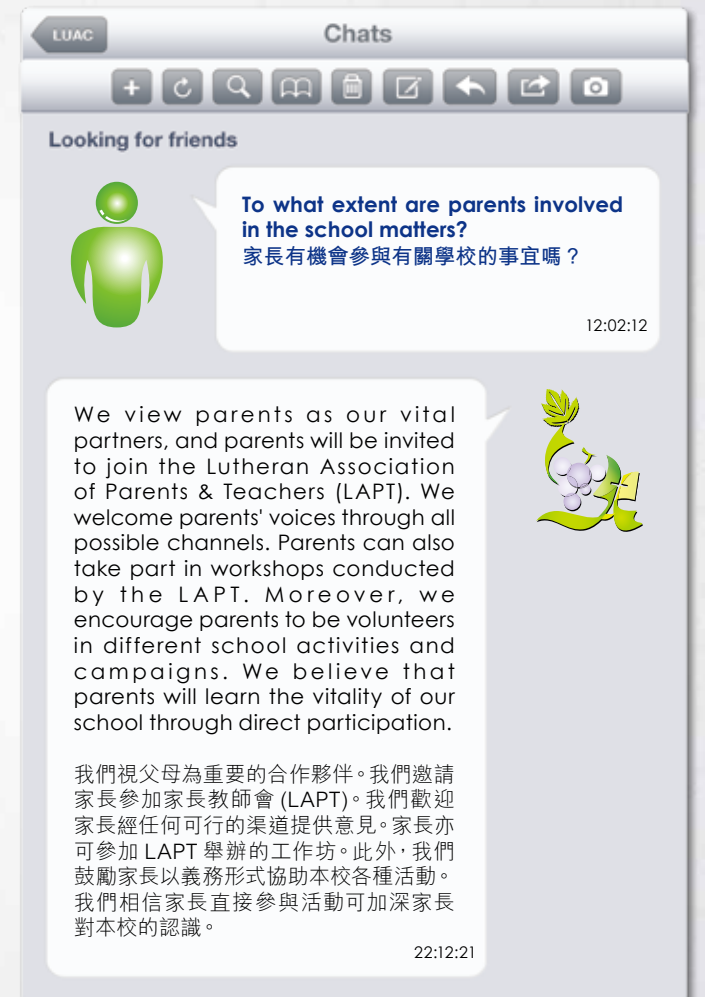 LUAC
Chats
Looking for friends
To what extent are parents involved
in the school matters?
家長有機會參與有關學校的事宜嗎？
12:02:12
We view parents as our vital
partners, and parents will be invited
to join the Lutheran Association
of Parents & Teachers (LAPT). We
welcome parents' voices through all
possible channels. Parents can also
take part in workshops conducted
by the LAPT. Moreover, we
encourage parents to be volunteers
in different school activities and
campaigns. We believe that
parents will learn the vitality of our
school through direct participation.
我們視父母為重要的合作夥伴。我們邀請
家長參加家長教師會 (LAPT)。我們歡迎
家長經任何可行的渠道提供意見。家長亦
可參加 LAPT 舉辦的工作坊。此外，我們
鼓勵家長以義務形式協助本校各種活動。
我們相信家長直接參與活動可加深家長
對本校的認識。
22:12:21